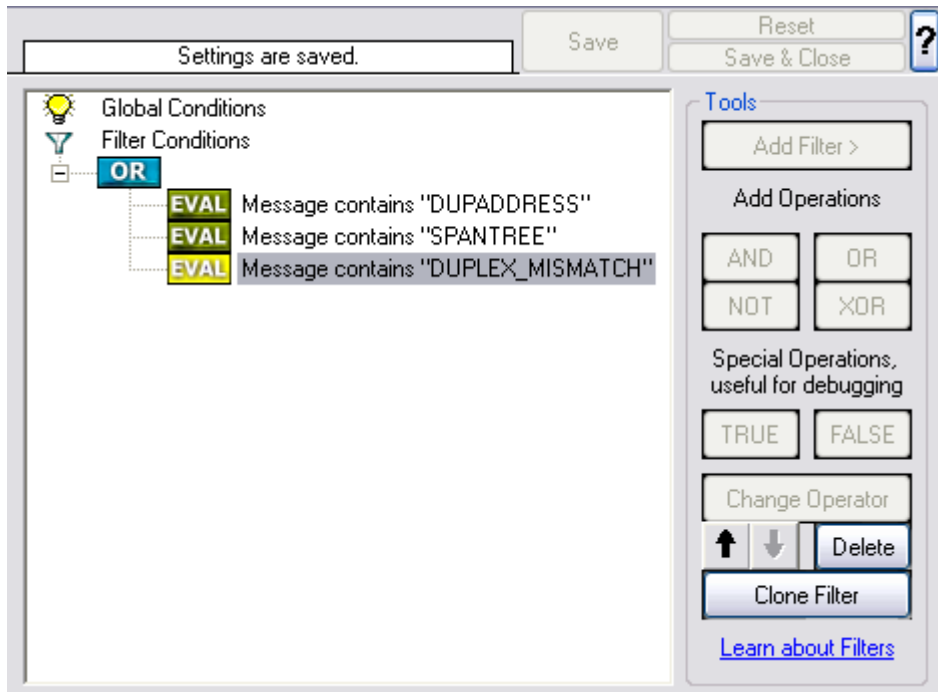 Settings are saved.
Save
Reset
Save & Close
?
Global Conditions
Filter Conditions
OR
EVAL Message contains "DUPADDRESS"
EVAL Message contains "SPANTREE"
EVAL Message contains "DUPLEX_MISMATCH"
Tools
Add Filter >
Add Operations
AND OR
NOT XOR
Special Operations,
useful for debugging
TRUE FALSE
Change Operator
Delete
Clone Filter
Learn about Filters